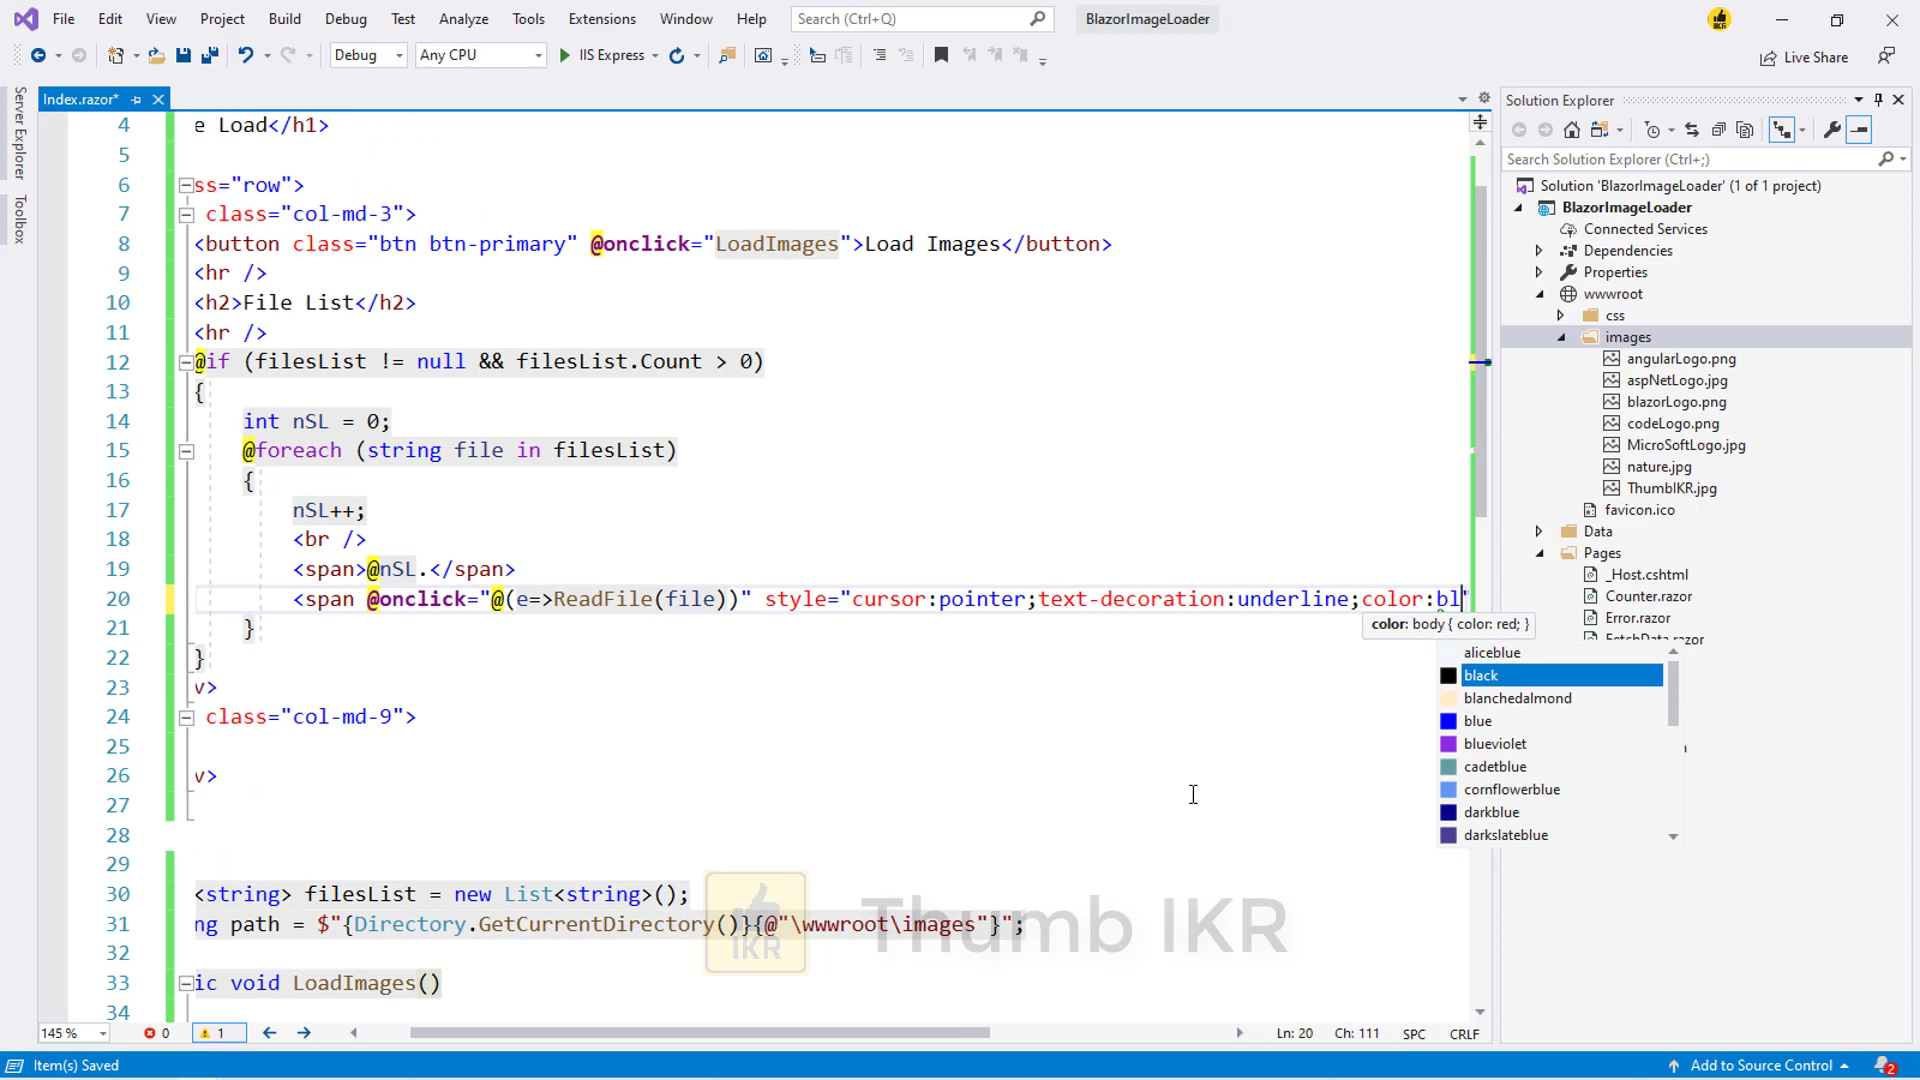 File Edit View Project Build Debug Test Analyze Tools Extensions Window Help Search (Ctrl+Q) BlazorImageLoader
Debug Any CPU IIS Express Live Share
Server Explorer
Toolbox
Index.razor*
4 e Load</h1>
5
6 ss="row">
7 class="col-md-3">
8 <button class="btn btn-primary" @onclick="LoadImages">Load Images</button>
9 <hr />
10 <h2>File List</h2>
11 <hr />
12 @if (filesList != null && filesList.Count > 0)
13 {
14 int nSL = 0;
15 @foreach (string file in filesList)
16 {
17 nSL++;
18 <br />
19 <span>@nSL.</span>
20 <span @onclick="@(e=>ReadFile(file))" style="cursor:pointer;text-decoration:underline;color:bl"
21 }
22 }
23 v>
24 class="col-md-9">
25
26 v>
27
28
29
30 <string> filesList = new List<string>();
31 ng path = $"{Directory.GetCurrentDirectory()}{@"\wwwroot\images"}";
32
33 ic void LoadImages()
34
color: body { color: red; }
aliceblue
black
blanchedalmond
blue
blueviolet
cadetblue
cornflowerblue
darkblue
darkslateblue
IKR Thumb IKR
145 % 0 1 Ln: 20 Ch: 111 SPC CRLF
Solution Explorer
Search Solution Explorer (Ctrl+;)
Solution 'BlazorImageLoader' (1 of 1 project)
BlazorImageLoader
Connected Services
Dependencies
Properties
wwwroot
css
images
angularLogo.png
aspNetLogo.jpg
blazorLogo.png
codeLogo.png
MicroSoftLogo.jpg
nature.jpg
ThumbIKR.jpg
favicon.ico
Data
Pages
_Host.cshtml
Counter.razor
Error.razor
FetchData.razor
Item(s) Saved Add to Source Control 2